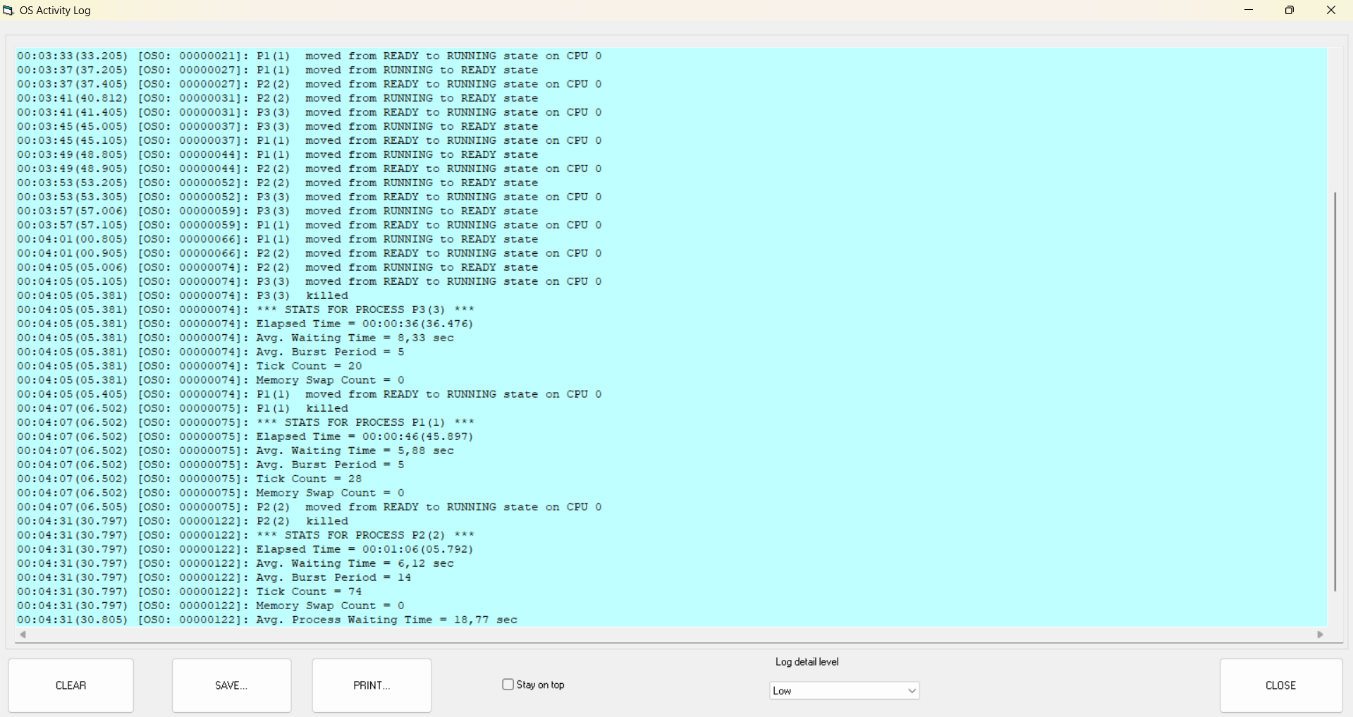 OS Activity Log
00:03:33(33.205) [OS0: 00000021]: P1(1) moved from READY to RUNNING state on CPU 0
00:03:37(37.205) [OS0: 00000027]: P1(1) moved from RUNNING to READY state
00:03:37(37.405) [OS0: 00000027]: P2(2) moved from READY to RUNNING state on CPU 0
00:03:41(40.812) [OS0: 00000031]: P2(2) moved from RUNNING to READY state
00:03:41(41.405) [OS0: 00000031]: P3(3) moved from READY to RUNNING state on CPU 0
00:03:45(45.005) [OS0: 00000037]: P3(3) moved from RUNNING to READY state
00:03:45(45.105) [OS0: 00000037]: P1(1) moved from READY to RUNNING state on CPU 0
00:03:49(48.805) [OS0: 00000044]: P1(1) moved from RUNNING to READY state
00:03:49(48.905) [OS0: 00000044]: P2(2) moved from READY to RUNNING state on CPU 0
00:03:53(53.205) [OS0: 00000052]: P2(2) moved from RUNNING to READY state
00:03:53(53.305) [OS0: 00000052]: P3(3) moved from READY to RUNNING state on CPU 0
00:03:57(57.006) [OS0: 00000059]: P3(3) moved from RUNNING to READY state
00:03:57(57.105) [OS0: 00000059]: P1(1) moved from READY to RUNNING state on CPU 0
00:04:01(00.805) [OS0: 00000066]: P1(1) moved from RUNNING to READY state
00:04:01(00.905) [OS0: 00000066]: P2(2) moved from READY to RUNNING state on CPU 0
00:04:05(05.006) [OS0: 00000074]: P2(2) moved from RUNNING to READY state
00:04:05(05.105) [OS0: 00000074]: P3(3) moved from READY to RUNNING state on CPU 0
00:04:05(05.381) [OS0: 00000074]: P3(3) killed
00:04:05(05.381) [OS0: 00000074]: *** STATS FOR PROCESS P3(3) ***
00:04:05(05.381) [OS0: 00000074]: Elapsed Time = 00:00:36(36.476)
00:04:05(05.381) [OS0: 00000074]: Avg. Waiting Time = 8,33 sec
00:04:05(05.381) [OS0: 00000074]: Avg. Burst Period = 5
00:04:05(05.381) [OS0: 00000074]: Tick Count = 20
00:04:05(05.381) [OS0: 00000074]: Memory Swap Count = 0
00:04:05(05.405) [OS0: 00000074]: P1(1) moved from READY to RUNNING state on CPU 0
00:04:07(06.502) [OS0: 00000075]: P1(1) killed
00:04:07(06.502) [OS0: 00000075]: *** STATS FOR PROCESS P1(1) ***
00:04:07(06.502) [OS0: 00000075]: Elapsed Time = 00:00:46(45.897)
00:04:07(06.502) [OS0: 00000075]: Avg. Waiting Time = 5,88 sec
00:04:07(06.502) [OS0: 00000075]: Avg. Burst Period = 5
00:04:07(06.502) [OS0: 00000075]: Tick Count = 28
00:04:07(06.502) [OS0: 00000075]: Memory Swap Count = 0
00:04:07(06.505) [OS0: 00000075]: P2(2) moved from READY to RUNNING state on CPU 0
00:04:31(30.797) [OS0: 00000122]: P2(2) killed
00:04:31(30.797) [OS0: 00000122]: *** STATS FOR PROCESS P2(2) ***
00:04:31(30.797) [OS0: 00000122]: Elapsed Time = 00:01:06(05.792)
00:04:31(30.797) [OS0: 00000122]: Avg. Waiting Time = 6,12 sec
00:04:31(30.797) [OS0: 00000122]: Avg. Burst Period = 14
00:04:31(30.797) [OS0: 00000122]: Tick Count = 74
00:04:31(30.797) [OS0: 00000122]: Memory Swap Count = 0
00:04:31(30.805) [OS0: 00000122]: Avg. Process Waiting Time = 18,77 sec
Log detail level
CLEAR SAVE... PRINT... Stay on top Low CLOSE